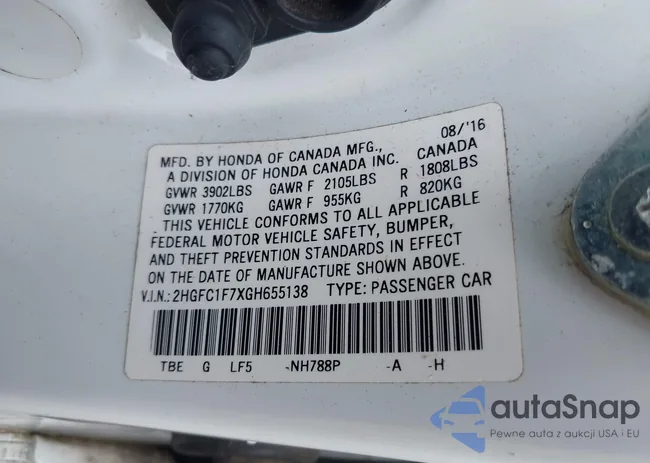 08/'16
MFD. BY HONDA OF CANADA MFG.,
A DIVISION OF HONDA CANADA INC. CANADA
GVWR 3902LBS GAWR F 2105LBS R 1808LBS
GVWR 1770KG GAWR F 955KG R 820KG
THIS VEHICLE CONFORMS TO ALL APPLICABLE
FEDERAL MOTOR VEHICLE SAFETY, BUMPER,
AND THEFT PREVENTION STANDARDS IN EFFECT
ON THE DATE OF MANUFACTURE SHOWN ABOVE.
V.I.N.: 2HGFC1F7XGH655138 TYPE: PASSENGER CAR
TBE G LF5 -NH788P -A -H
autaSnap
Pewne auta z aukcji USA i EU